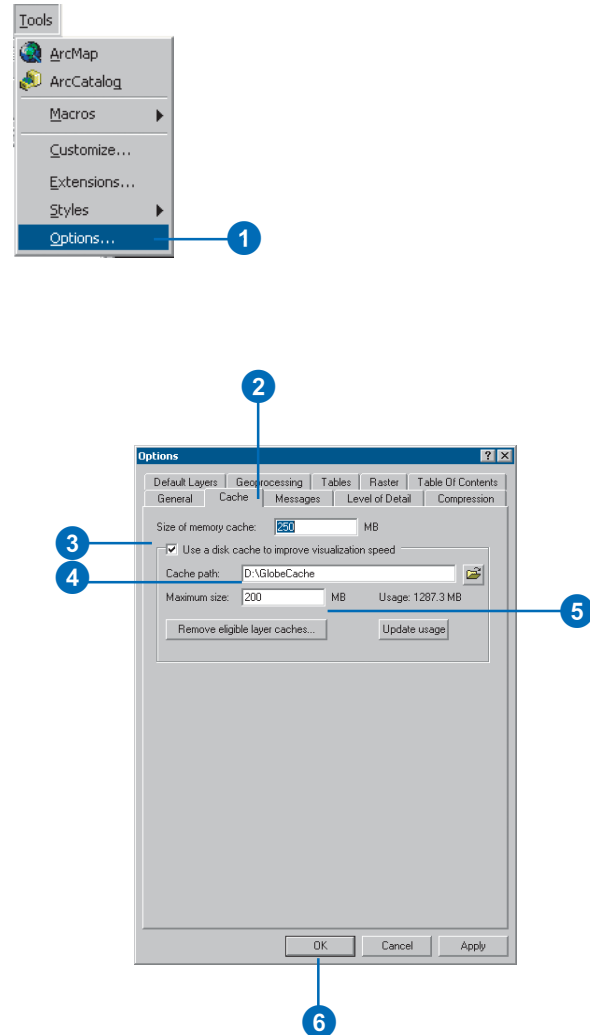 Tools
ArcMap
ArcCatalog
Macros
Customize...
Extensions...
Styles
Options...
1
2
Options
Default Layers Geoprocessing Tables Raster Table Of Contents
General Cache Messages Level of Detail Compression
Size of memory cache: 250 MB
3
Use a disk cache to improve visualization speed
4
Cache path: D:\GlobeCache
Maximum size: 200 MB Usage: 1287.3 MB
5
Remove eligible layer caches... Update usage
OK Cancel Apply
6